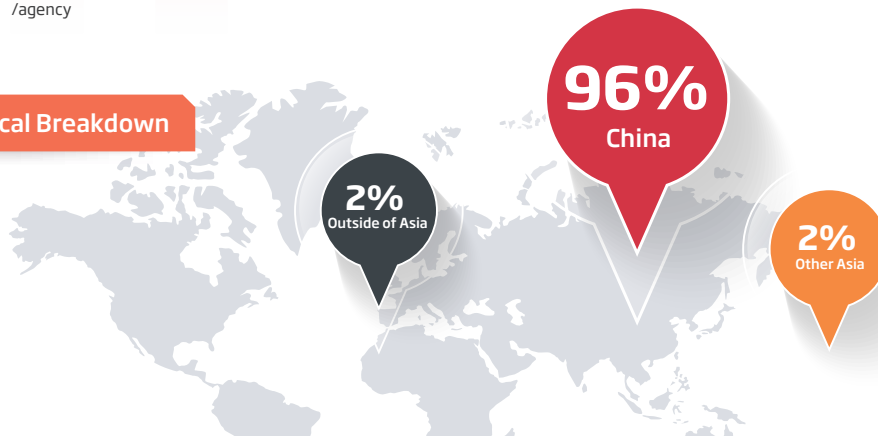 /agency
cal Breakdown
96%
China
2%
Outside of Asia
2%
Other Asia